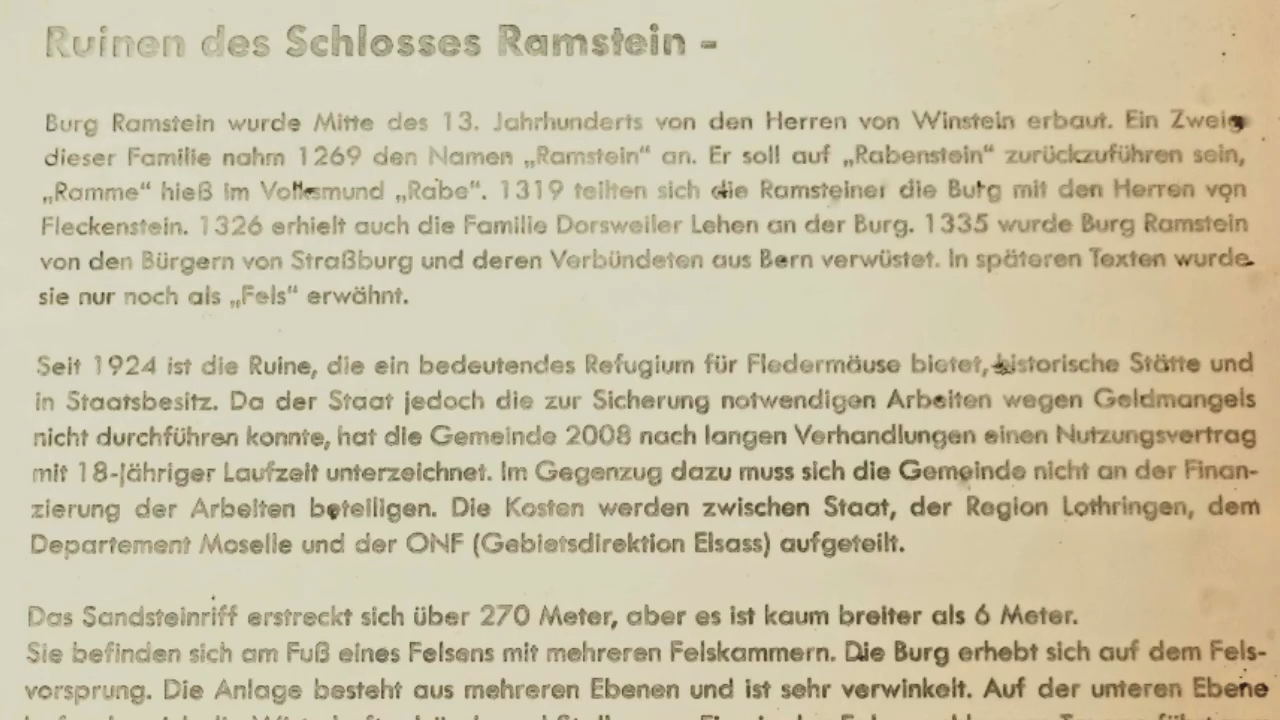 Ruinen des Schlosses Ramstein -
Burg Ramstein wurde Mitte des 13. Jahrhunderts von den Herren von Winstein erbaut. Ein Zweig
dieser Familie nahm 1269 den Namen „Ramstein“ an. Er soll auf „Rabenstein“ zurückzuführen sein,
„Ramme“ hieß im Volksmund „Rabe“. 1319 teilten sich die Ramsteiner die Burg mit den Herren von
Fleckenstein. 1326 erhielt auch die Familie Dorsweiler Lehen an der Burg. 1335 wurde Burg Ramstein
von den Bürgern von Straßburg und deren Verbündeten aus Bern verwüstet. In späteren Texten wurde
sie nur noch als „Fels“ erwähnt.
Seit 1924 ist die Ruine, die ein bedeutendes Refugium für Fledermäuse bietet, historische Stätte und
in Staatsbesitz. Da der Staat jedoch die zur Sicherung notwendigen Arbeiten wegen Geldmangels
nicht durchführen konnte, hat die Gemeinde 2008 nach langen Verhandlungen einen Nutzungsvertrag
mit 18-jähriger Laufzeit unterzeichnet. Im Gegenzug dazu muss sich die Gemeinde nicht an der Finan-
zierung der Arbeiten beteiligen. Die Kosten werden zwischen Staat, der Region Lothringen, dem
Departement Moselle und der ONF (Gebietsdirektion Elsass) aufgeteilt.
Das Sandsteinriff erstreckt sich über 270 Meter, aber es ist kaum breiter als 6 Meter.
Sie befinden sich am Fuß eines Felsens mit mehreren Felskammern. Die Burg erhebt sich auf dem Fels-
vorsprung. Die Anlage besteht aus mehreren Ebenen und ist sehr verwinkelt. Auf der unteren Ebene